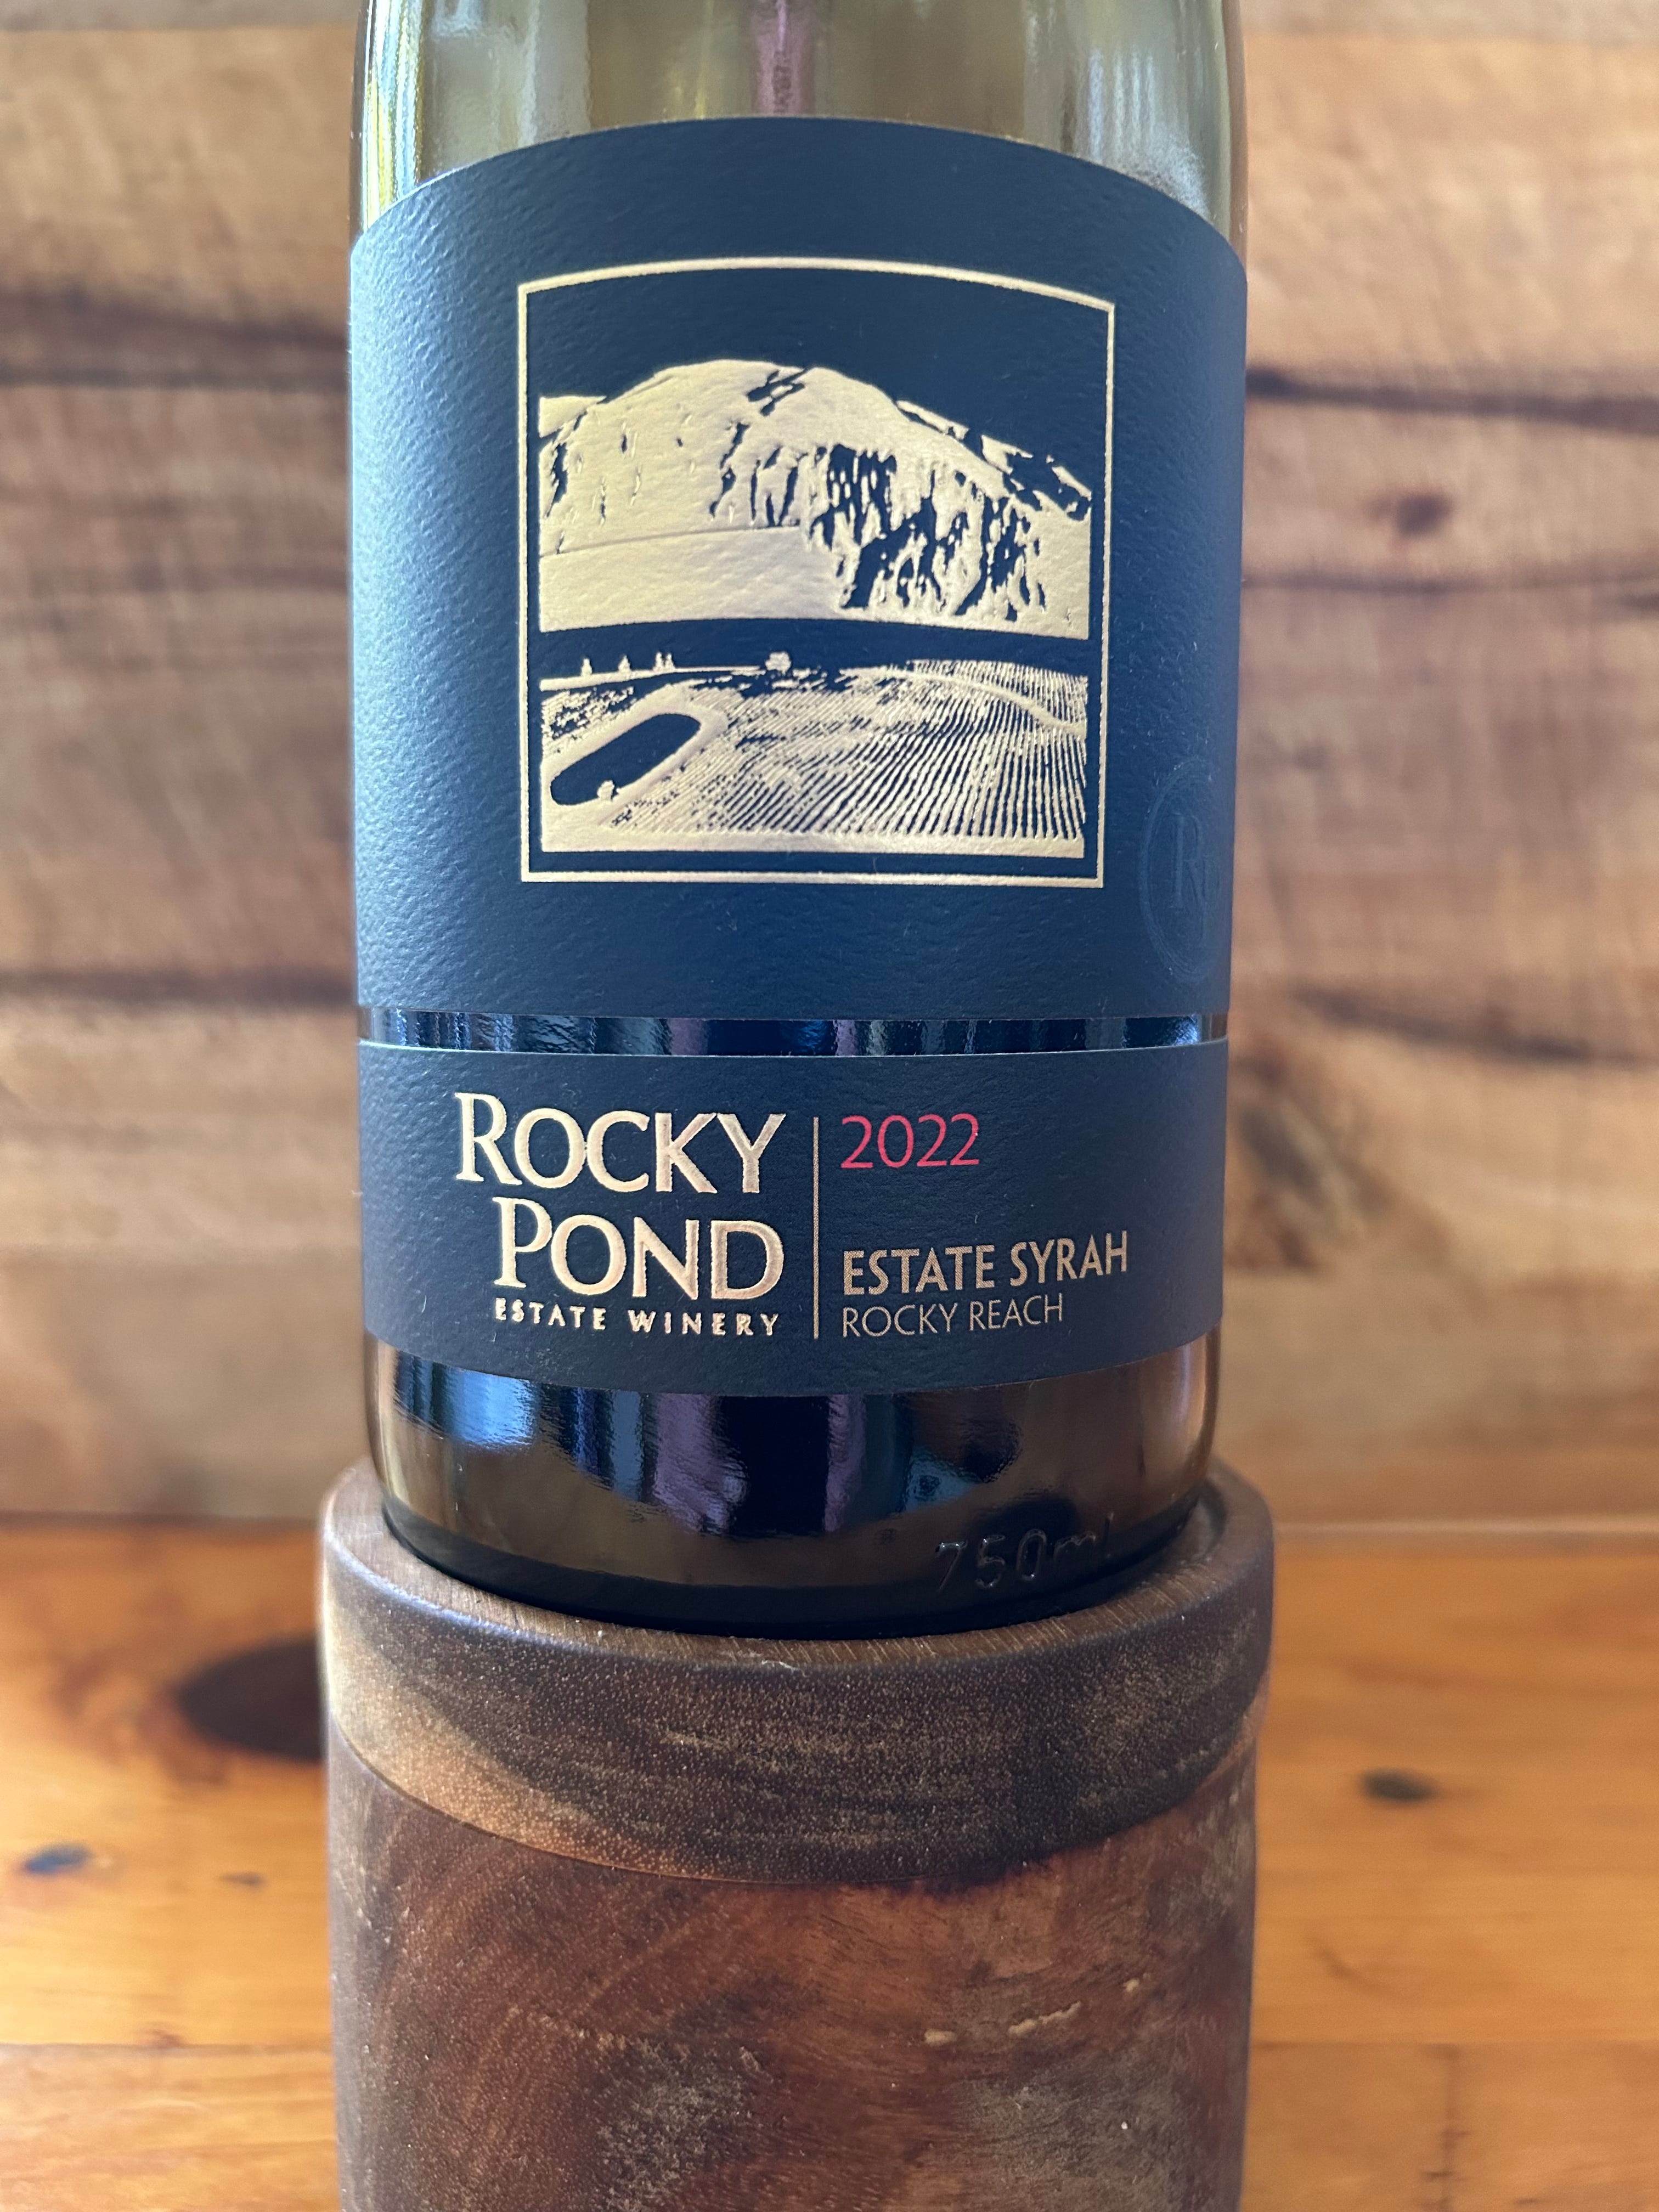 ROCKY
POND
ESTATE WINERY
2022
ESTATE SYRAH
ROCKY REACH
750ml